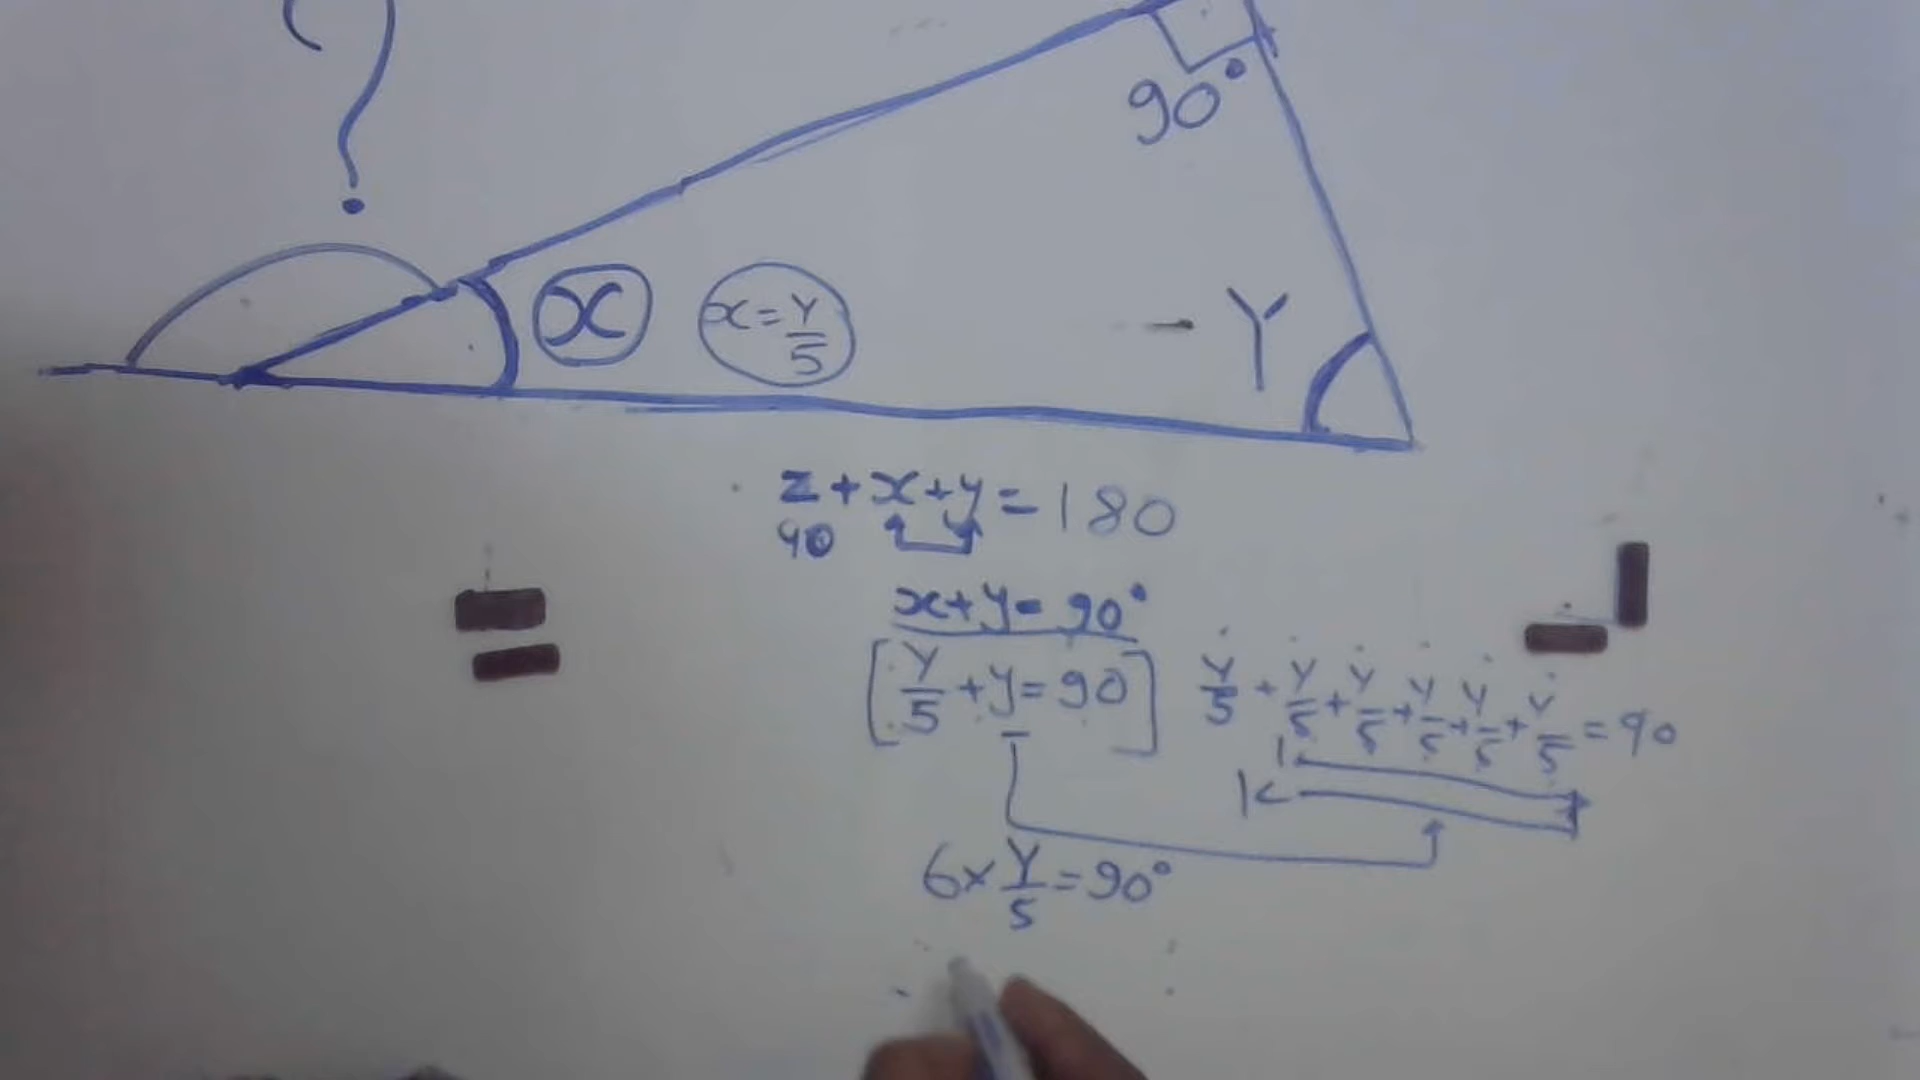 ?
90°
x
x = Y/5
Y
z + x + y = 180
90
x + y = 90°
[Y/5 + y = 90]
Y/5 + Y/5 + Y/5 + Y/5 + Y/5 + Y/5 = 90
6 x Y/5 = 90°